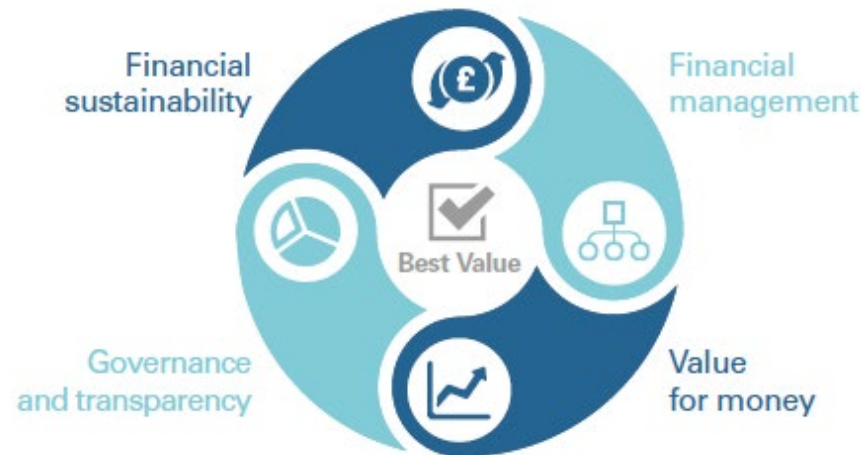 Financial
sustainability
Financial
management
£
Best Value
Governance
and transparency
Value
for money